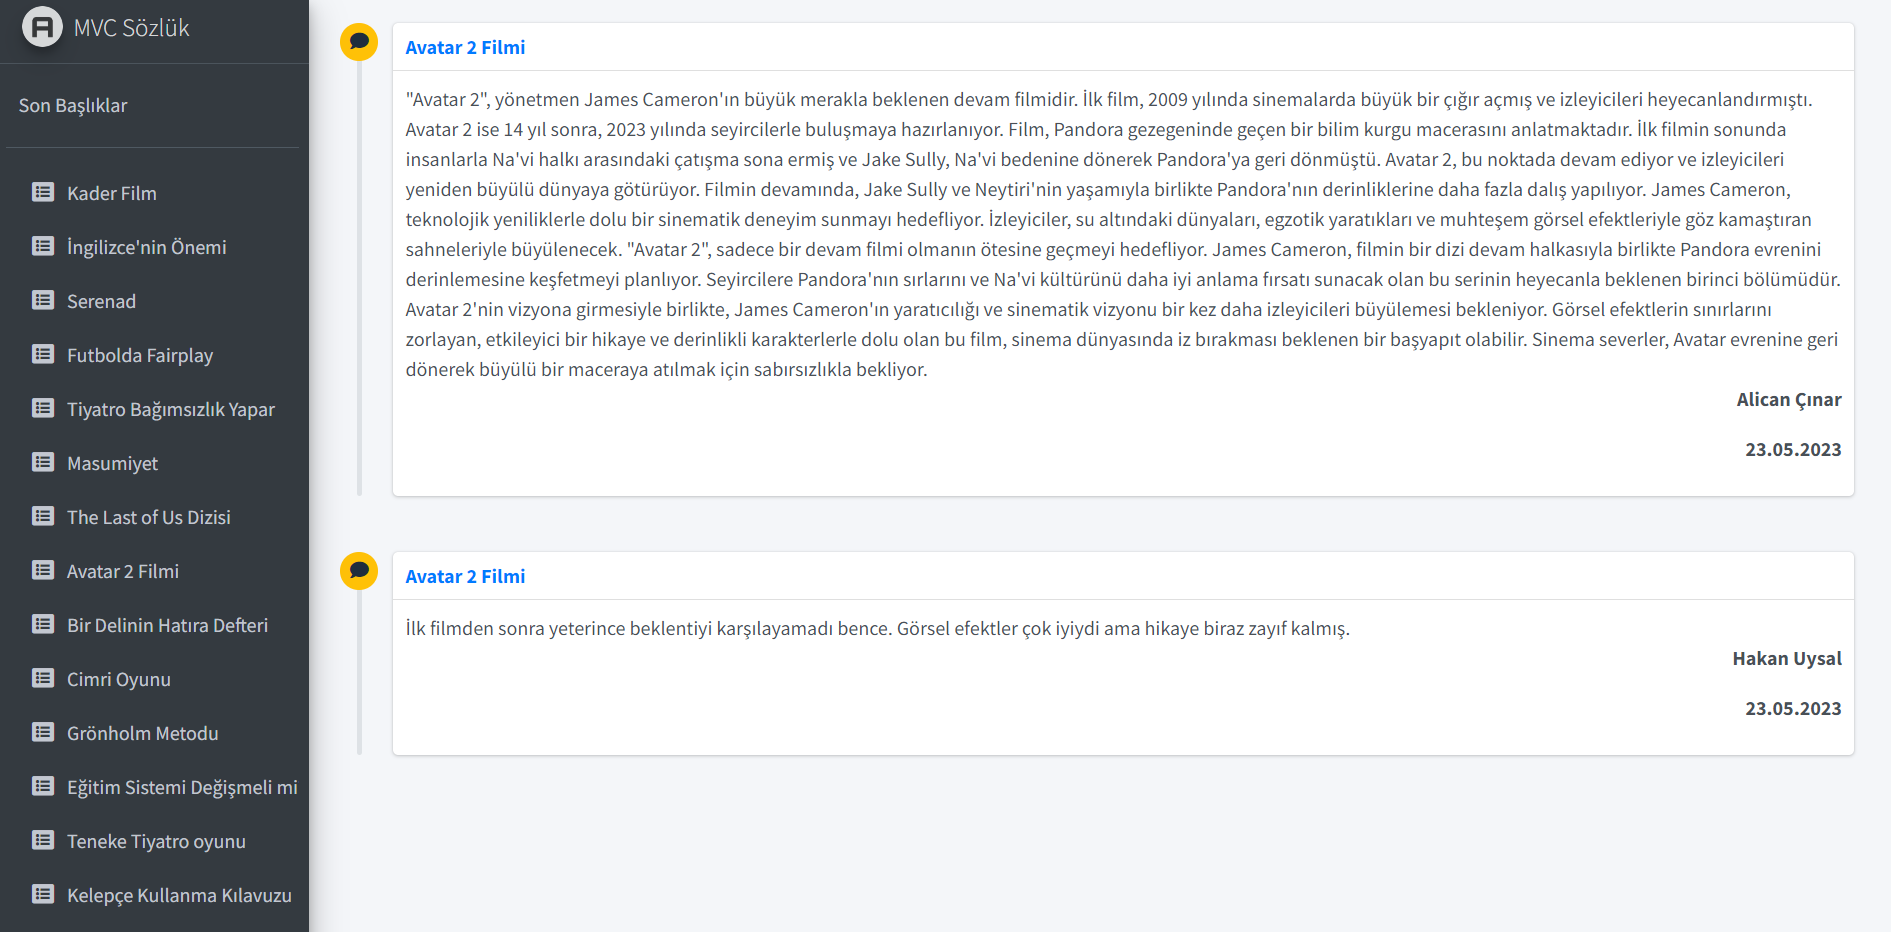 MVC Sözlük
Son Başlıklar
Kader Film
İngilizce'nin Önemi
Serenad
Futbolda Fairplay
Tiyatro Bağımsızlık Yapar
Masumiyet
The Last of Us Dizisi
Avatar 2 Filmi
Bir Delinin Hatıra Defteri
Cimri Oyunu
Grönholm Metodu
Eğitim Sistemi Değişmeli mi
Teneke Tiyatro oyunu
Kelepçe Kullanma Kılavuzu
Avatar 2 Filmi
"Avatar 2", yönetmen James Cameron'ın büyük merakla beklenen devam filmidir. İlk film, 2009 yılında sinemalarda büyük bir çığır açmış ve izleyicileri heyecanlandırmıştı.
Avatar 2 ise 14 yıl sonra, 2023 yılında seyircilerle buluşmaya hazırlanıyor. Film, Pandora gezegeninde geçen bir bilim kurgu macerasını anlatmaktadır. İlk filmin sonunda
insanlarla Na'vi halkı arasındaki çatışma sona ermiş ve Jake Sully, Na'vi bedenine dönerek Pandora'ya geri dönmüştü. Avatar 2, bu noktada devam ediyor ve izleyicileri
yeniden büyülü dünyaya götürüyor. Filmin devamında, Jake Sully ve Neytiri'nin yaşamıyla birlikte Pandora'nın derinliklerine daha fazla dalış yapılıyor. James Cameron,
teknolojik yeniliklerle dolu bir sinematik deneyim sunmayı hedefliyor. İzleyiciler, su altındaki dünyaları, egzotik yaratıkları ve muhteşem görsel efektleriyle göz kamaştıran
sahneleriyle büyülenecek. "Avatar 2", sadece bir devam filmi olmanın ötesine geçmeyi hedefliyor. James Cameron, filmin bir dizi devam halkasıyla birlikte Pandora evrenini
derinlemesine keşfetmeyi planlıyor. Seyircilere Pandora'nın sırlarını ve Na'vi kültürünü daha iyi anlama fırsatı sunacak olan bu serinin heyecanla beklenen birinci bölümüdür.
Avatar 2'nin vizyona girmesiyle birlikte, James Cameron'ın yaratıcılığı ve sinematik vizyonu bir kez daha izleyicileri büyülemesi bekleniyor. Görsel efektlerin sınırlarını
zorlayan, etkileyici bir hikaye ve derinlikli karakterlerle dolu olan bu film, sinema dünyasında iz bırakması beklenen bir başyapıt olabilir. Sinema severler, Avatar evrenine geri
dönerek büyülü bir maceraya atılmak için sabırsızlıkla bekliyor.
Alican Çınar
23.05.2023
Avatar 2 Filmi
İlk filmden sonra yeterince beklentiyi karşılayamadı bence. Görsel efektler çok iyiydi ama hikaye biraz zayıf kalmış.
Hakan Uysal
23.05.2023